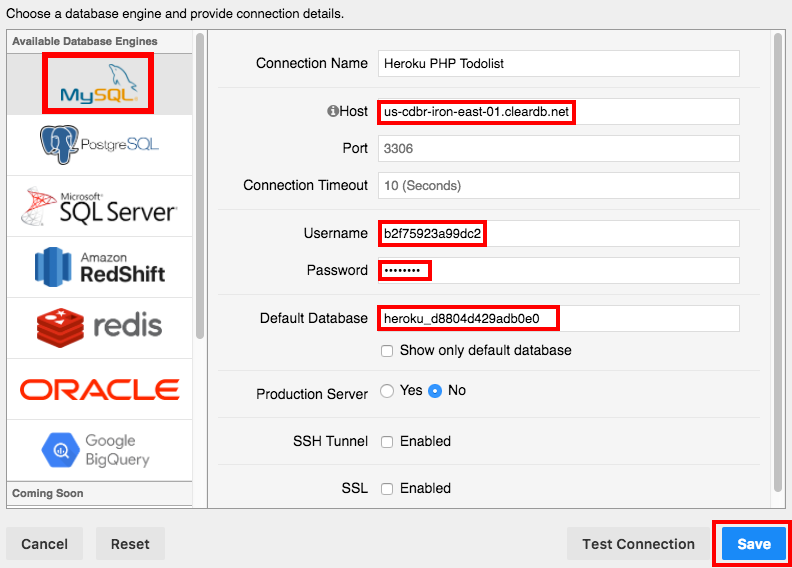 Choose a database engine and provide connection details.
Available Database Engines
MySQL
PostgreSQL
Microsoft
SQL Server
Amazon
RedShift
redis
ORACLE
Google
BigQuery
Coming Soon
Connection Name Heroku PHP Todolist
Host us-cdbr-iron-east-01.cleardb.net
Port 3306
Connection Timeout 10 (Seconds)
Username b2f75923a99dc2
Password ••••••••
Default Database heroku_d8804d429adb0e0
Show only default database
Production Server Yes No
SSH Tunnel Enabled
SSL Enabled
Cancel Reset Test Connection Save